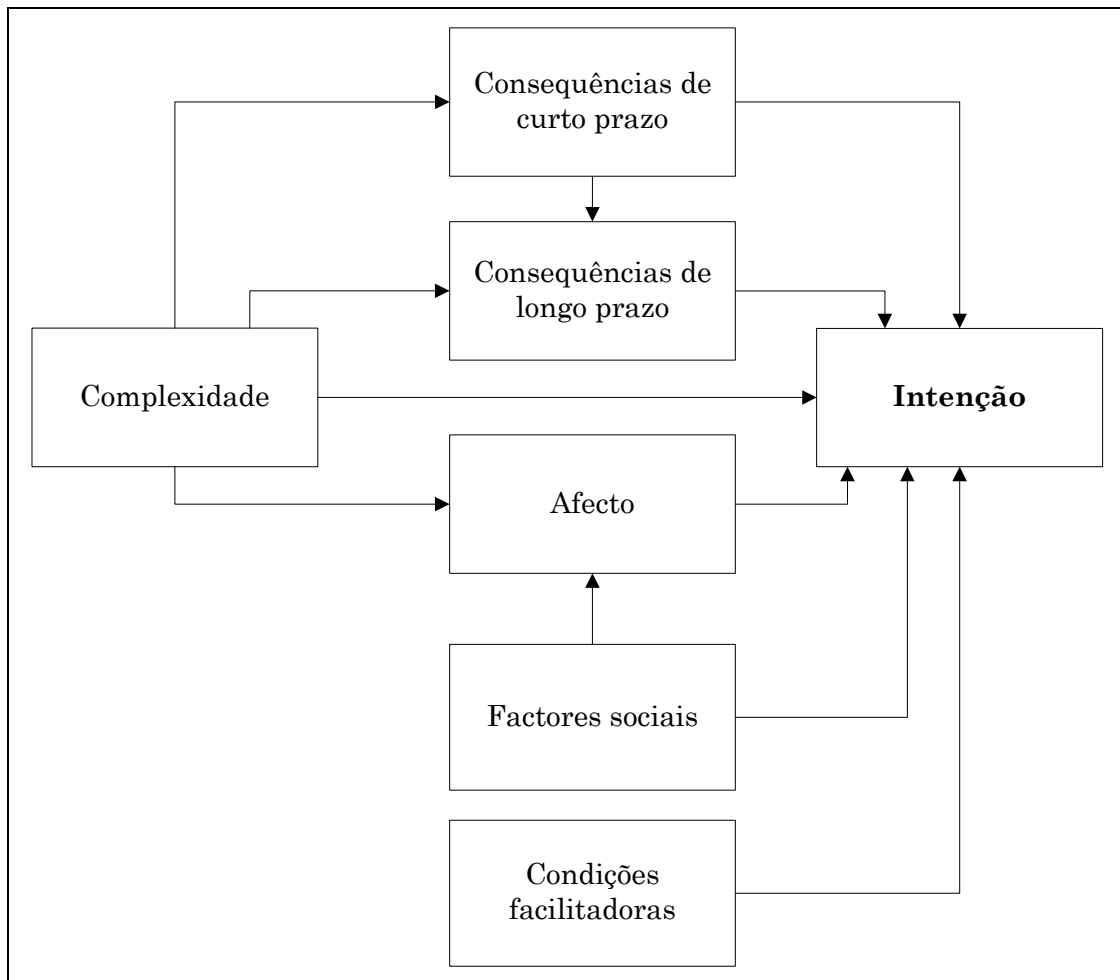 Consequências de
curto prazo
Consequências de
longo prazo
Complexidade
Intenção
Afecto
Factores sociais
Condições
facilitadoras